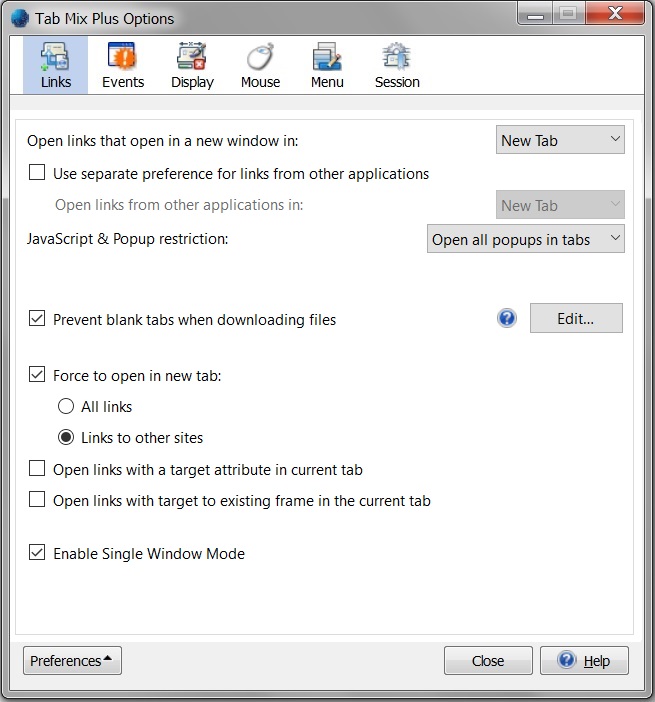 Tab Mix Plus Options
Links Events Display Mouse Menu Session
Open links that open in a new window in: New Tab
Use separate preference for links from other applications
Open links from other applications in: New Tab
JavaScript & Popup restriction: Open all popups in tabs
Prevent blank tabs when downloading files ? Edit...
Force to open in new tab:
All links
Links to other sites
Open links with a target attribute in current tab
Open links with target to existing frame in the current tab
Enable Single Window Mode
Preferences Close ? Help